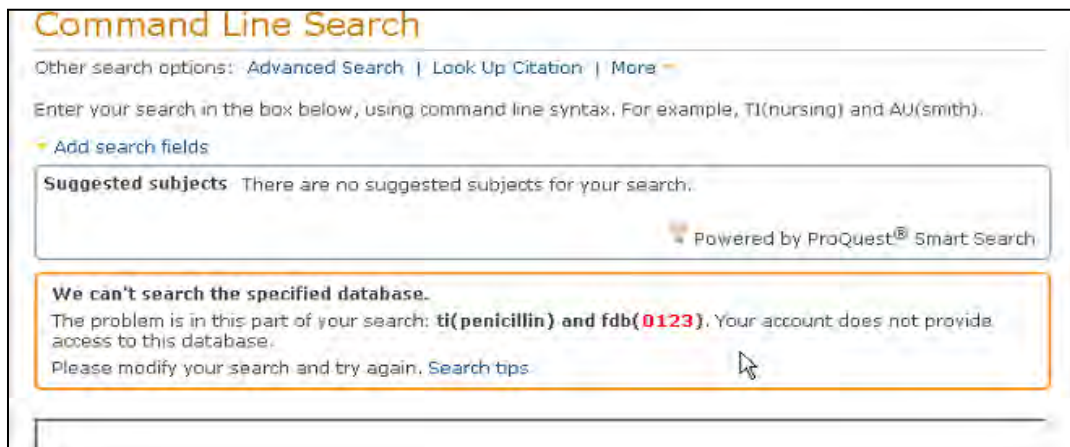 Command Line Search
Other search options: Advanced Search | Look Up Citation | More
Enter your search in the box below, using command line syntax. For example, TI(nursing) and AU(smith).
Add search fields
Suggested subjects There are no suggested subjects for your search.
Powered by ProQuest® Smart Search
We can't search the specified database.
The problem is in this part of your search: ti(penicillin) and fdb(0123). Your account does not provide
access to this database.
Please modify your search and try again. Search tips